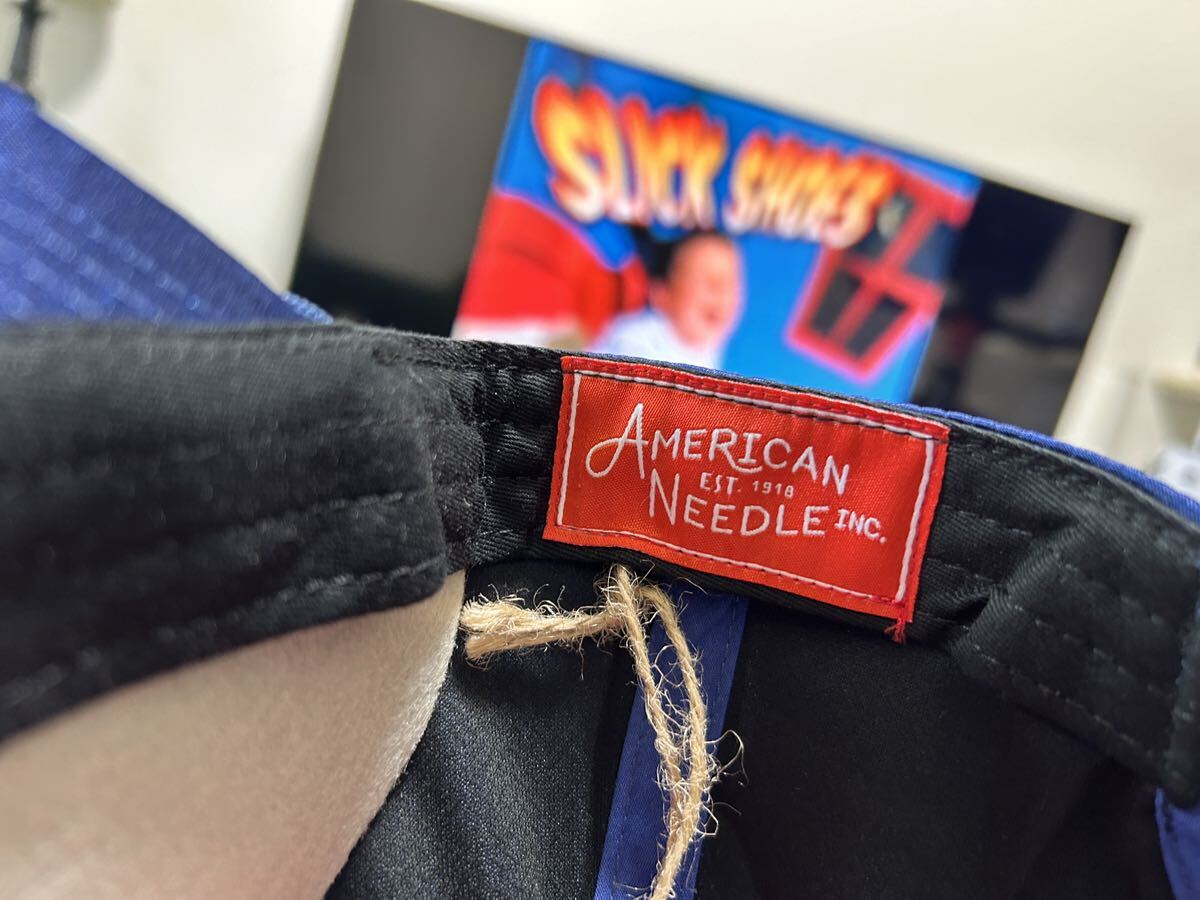 SLICK SHOES
AMERICAN
EST. 1918
NEEDLE INC.